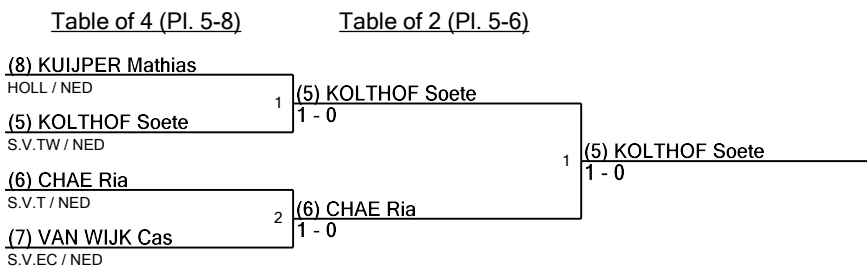 Table of 4 (Pl. 5-8)
Table of 2 (Pl. 5-6)
(8) KUIJPER Mathias
HOLL / NED
1
(5) KOLTHOF Soete
1 - 0
(5) KOLTHOF Soete
S.V.TW / NED
1
(5) KOLTHOF Soete
1 - 0
(6) CHAE Ria
S.V.T / NED
2
(6) CHAE Ria
1 - 0
(7) VAN WIJK Cas
S.V.EC / NED